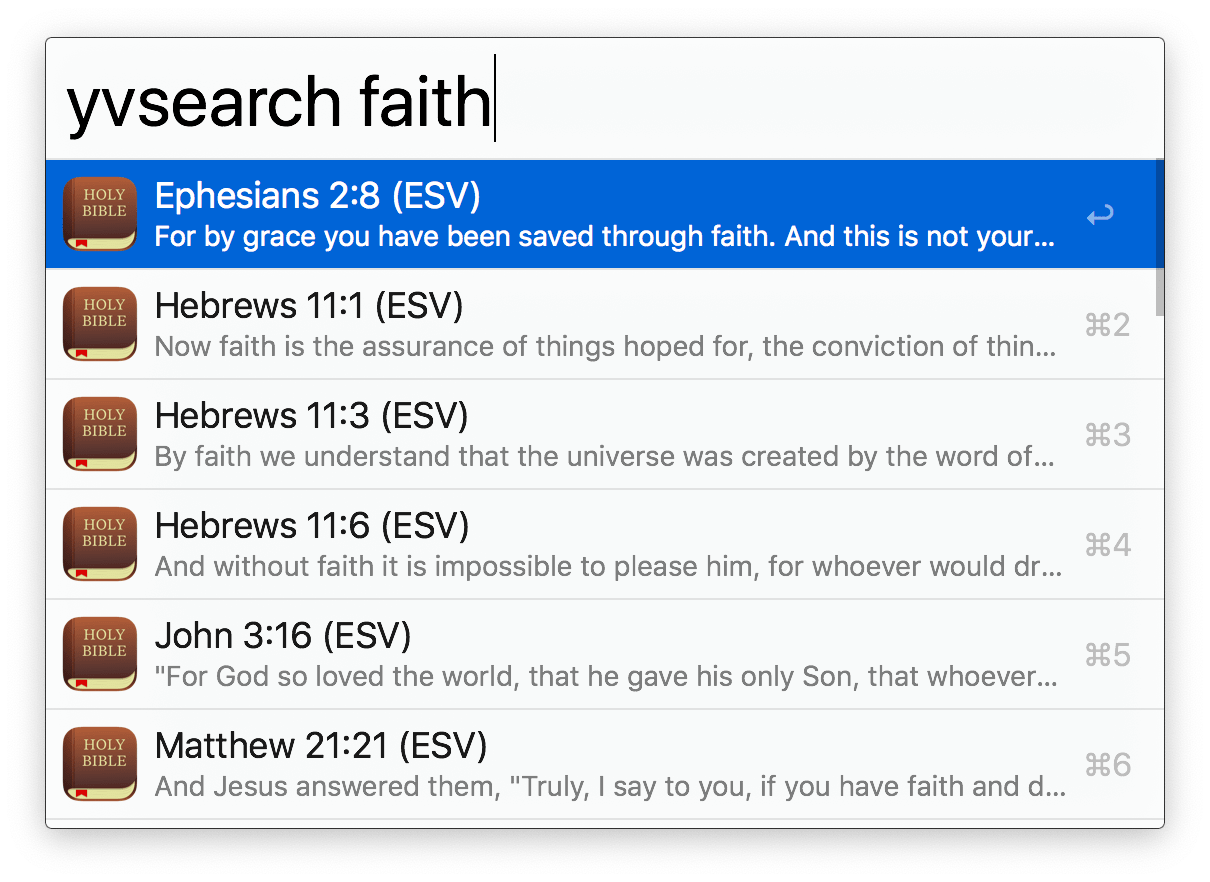 yvsearch faith
HOLY
BIBLE
Ephesians 2:8 (ESV)
For by grace you have been saved through faith. And this is not your...
HOLY
BIBLE
Hebrews 11:1 (ESV)
Now faith is the assurance of things hoped for, the conviction of thin...
⌘2
HOLY
BIBLE
Hebrews 11:3 (ESV)
By faith we understand that the universe was created by the word of...
⌘3
HOLY
BIBLE
Hebrews 11:6 (ESV)
And without faith it is impossible to please him, for whoever would dr...
⌘4
HOLY
BIBLE
John 3:16 (ESV)
"For God so loved the world, that he gave his only Son, that whoever...
⌘5
HOLY
BIBLE
Matthew 21:21 (ESV)
And Jesus answered them, "Truly, I say to you, if you have faith and d...
⌘6